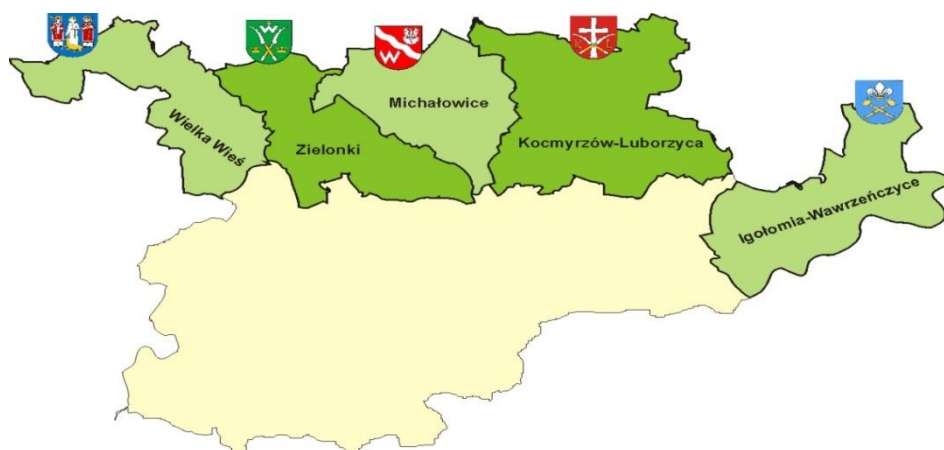 Wielka Wieś
Zielonki
Michałowice
W
Kocmyrzów-Luborzyca
Igołomia-Wawrzeńczyce